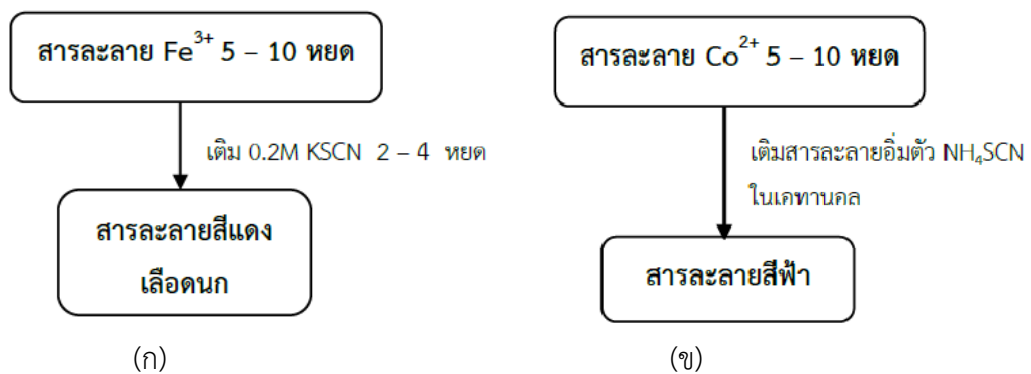 สารละลาย Fe³⁺ 5 – 10 หยด
เติม 0.2M KSCN 2 – 4 หยด
สารละลายสีแดง
เลือดนก
(ก)
สารละลาย Co²⁺ 5 – 10 หยด
เติมสารละลายอิ่มตัว NH₄SCN
ในเอทานอล
สารละลายสีฟ้า
(ข)